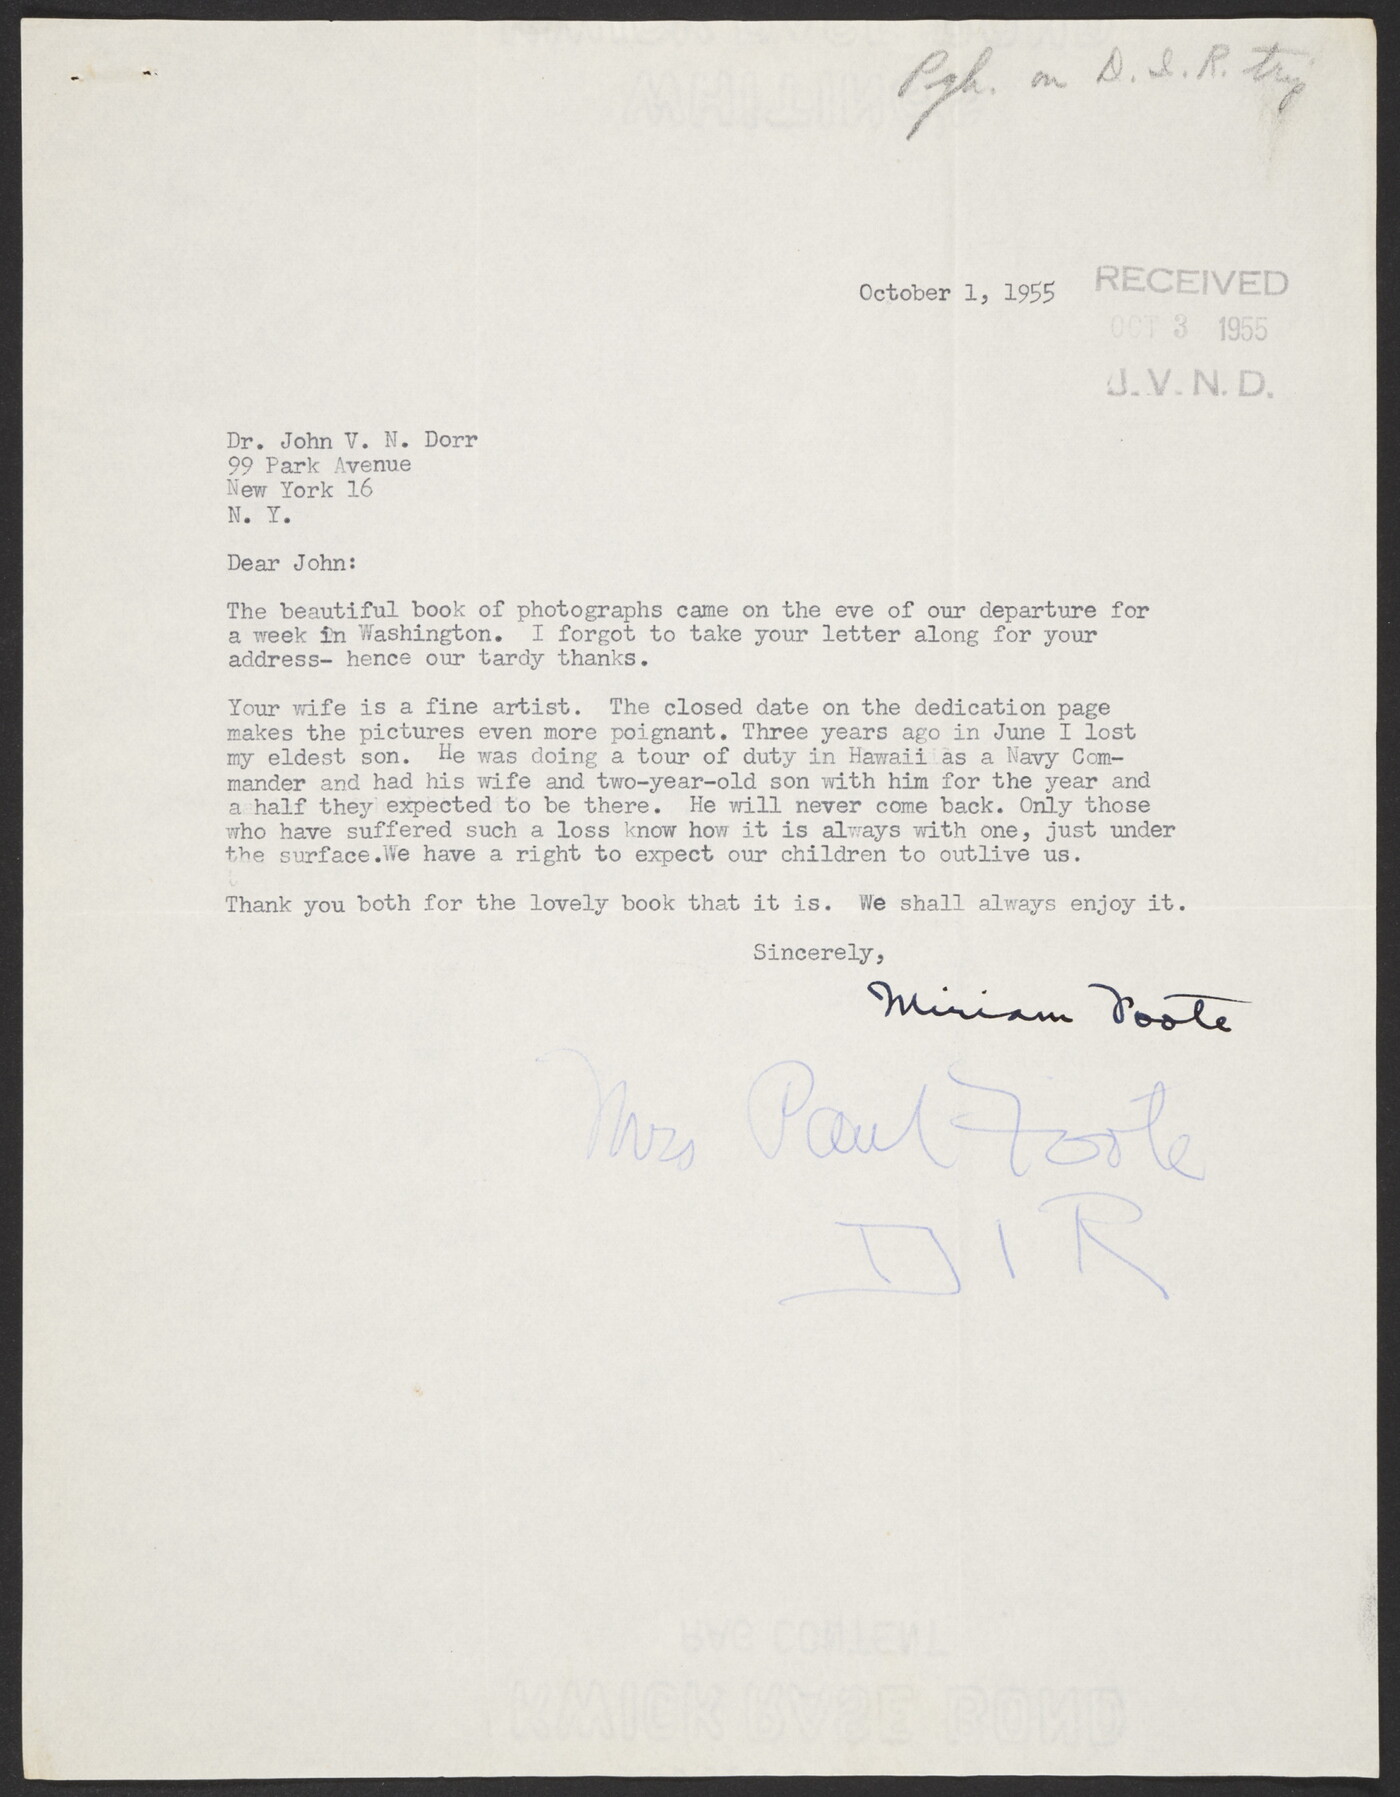 Pgh. on D. I. R. trip
October 1, 1955
RECEIVED
OCT 3 1955
J. V. N. D.
Dr. John V. N. Dorr
99 Park Avenue
New York 16
N. Y.
Dear John:
The beautiful book of photographs came on the eve of our departure for
a week in Washington. I forgot to take your letter along for your
address- hence our tardy thanks.
Your wife is a fine artist. The closed date on the dedication page
makes the pictures even more poignant. Three years ago in June I lost
my eldest son. He was doing a tour of duty in Hawaii as a Navy Com-
mander and had his wife and two-year-old son with him for the year and
a half they expected to be there. He will never come back. Only those
who have suffered such a loss know how it is always with one, just under
the surface.We have a right to expect our children to outlive us.
Thank you both for the lovely book that it is. We shall always enjoy it.
Sincerely,
Miriam Foote
Mrs Paul Foote
DIR
RAG CONTENT
KWICK RASE BOND